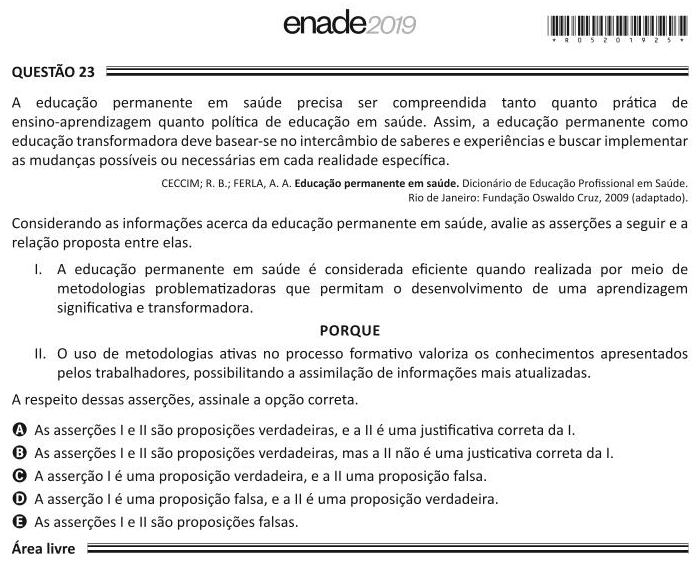 enade2019
*R05201925*
QUESTÃO 23
A educação permanente em saúde precisa ser compreendida tanto quanto prática de
ensino-aprendizagem quanto política de educação em saúde. Assim, a educação permanente como
educação transformadora deve basear-se no intercâmbio de saberes e experiências e buscar implementar
as mudanças possíveis ou necessárias em cada realidade específica.
CECCIM; R. B.; FERLA, A. A. Educação permanente em saúde. Dicionário de Educação Profissional em Saúde.
Rio de Janeiro: Fundação Oswaldo Cruz, 2009 (adaptado).
Considerando as informações acerca da educação permanente em saúde, avalie as asserções a seguir e a
relação proposta entre elas.
I. A educação permanente em saúde é considerada eficiente quando realizada por meio de
metodologias problematizadoras que permitam o desenvolvimento de uma aprendizagem
significativa e transformadora.
PORQUE
II. O uso de metodologias ativas no processo formativo valoriza os conhecimentos apresentados
pelos trabalhadores, possibilitando a assimilação de informações mais atualizadas.
A respeito dessas asserções, assinale a opção correta.
A As asserções I e II são proposições verdadeiras, e a II é uma justificativa correta da I.
B As asserções I e II são proposições verdadeiras, mas a II não é uma justicativa correta da I.
C A asserção I é uma proposição verdadeira, e a II uma proposição falsa.
D A asserção I é uma proposição falsa, e a II é uma proposição verdadeira.
E As asserções I e II são proposições falsas.
Área livre